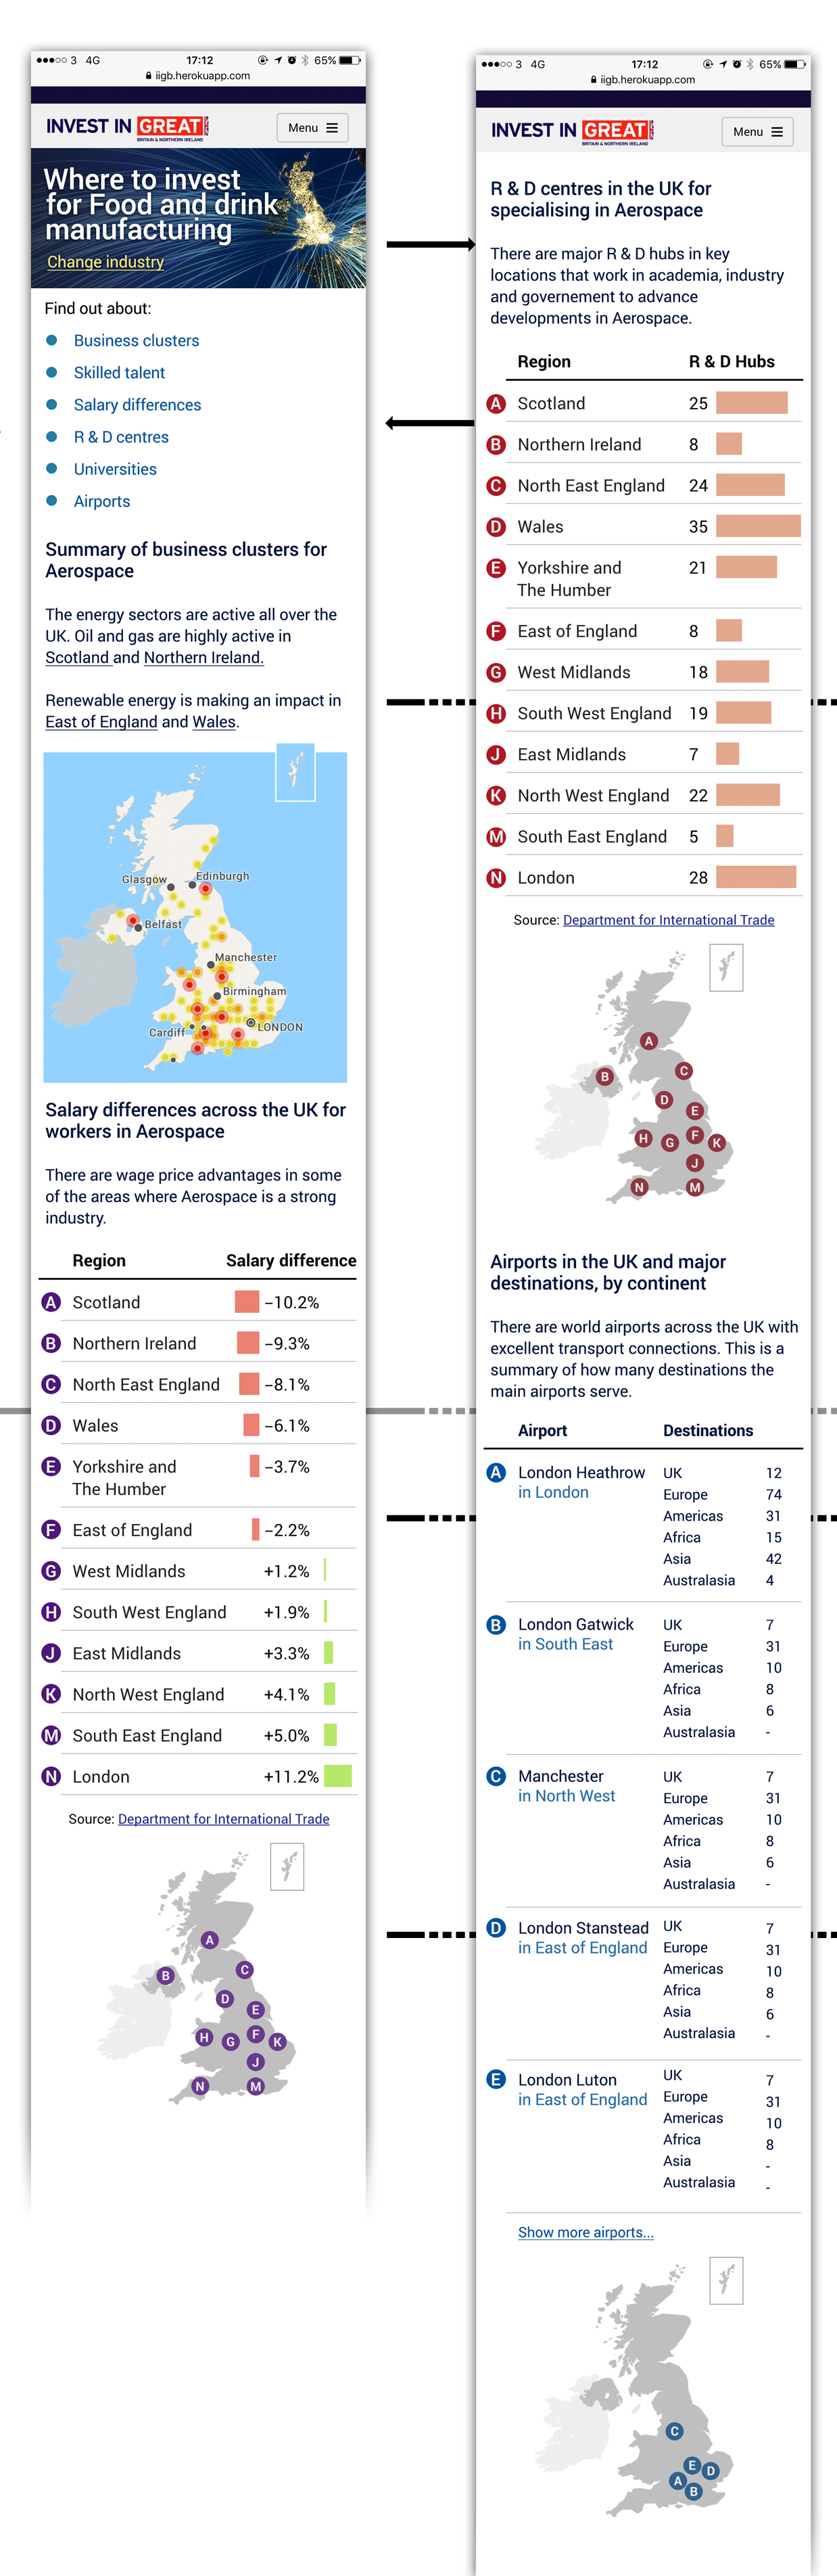 ●●●○○ 3 4G 17:12 65%
iigb.herokuapp.com
INVEST IN GREAT
BRITAIN & NORTHERN IRELAND
Menu
Where to invest
for Food and drink
manufacturing
Change industry
Find out about:
Business clusters
Skilled talent
Salary differences
R & D centres
Universities
Airports
Summary of business clusters for
Aerospace
The energy sectors are active all over the
UK. Oil and gas are highly active in
Scotland and Northern Ireland.
Renewable energy is making an impact in
East of England and Wales.
Glasgow
Edinburgh
Belfast
Manchester
Birmingham
Cardiff
LONDON
Salary differences across the UK for
workers in Aerospace
There are wage price advantages in some
of the areas where Aerospace is a strong
industry.
Region Salary difference
A Scotland −10.2%
B Northern Ireland −9.3%
C North East England −8.1%
D Wales −6.1%
E Yorkshire and −3.7%
The Humber
F East of England −2.2%
G West Midlands +1.2%
H South West England +1.9%
J East Midlands +3.3%
K North West England +4.1%
M South East England +5.0%
N London +11.2%
Source: Department for International Trade
A
B
C
D
E
H
G
F
K
J
N
M
●●●○○ 3 4G 17:12 65%
iigb.herokuapp.com
INVEST IN GREAT
BRITAIN & NORTHERN IRELAND
Menu
R & D centres in the UK for
specialising in Aerospace
There are major R & D hubs in key
locations that work in academia, industry
and governement to advance
developments in Aerospace.
Region R & D Hubs
A Scotland 25
B Northern Ireland 8
C North East England 24
D Wales 35
E Yorkshire and 21
The Humber
F East of England 8
G West Midlands 18
H South West England 19
J East Midlands 7
K North West England 22
M South East England 5
N London 28
Source: Department for International Trade
A
B
C
D
E
H
G
F
K
J
N
M
Airports in the UK and major
destinations, by continent
There are world airports across the UK with
excellent transport connections. This is a
summary of how many destinations the
main airports serve.
Airport Destinations
A London Heathrow UK 12
in London Europe 74
Americas 31
Africa 15
Asia 42
Australasia 4
B London Gatwick UK 7
in South East Europe 31
Americas 10
Africa 8
Asia 6
Australasia -
C Manchester UK 7
in North West Europe 31
Americas 10
Africa 8
Asia 6
Australasia -
D London Stanstead UK 7
in East of England Europe 31
Americas 10
Africa 8
Asia 6
Australasia -
E London Luton UK 7
in East of England Europe 31
Americas 10
Africa 8
Asia -
Australasia -
Show more airports...
C
E
D
A
B